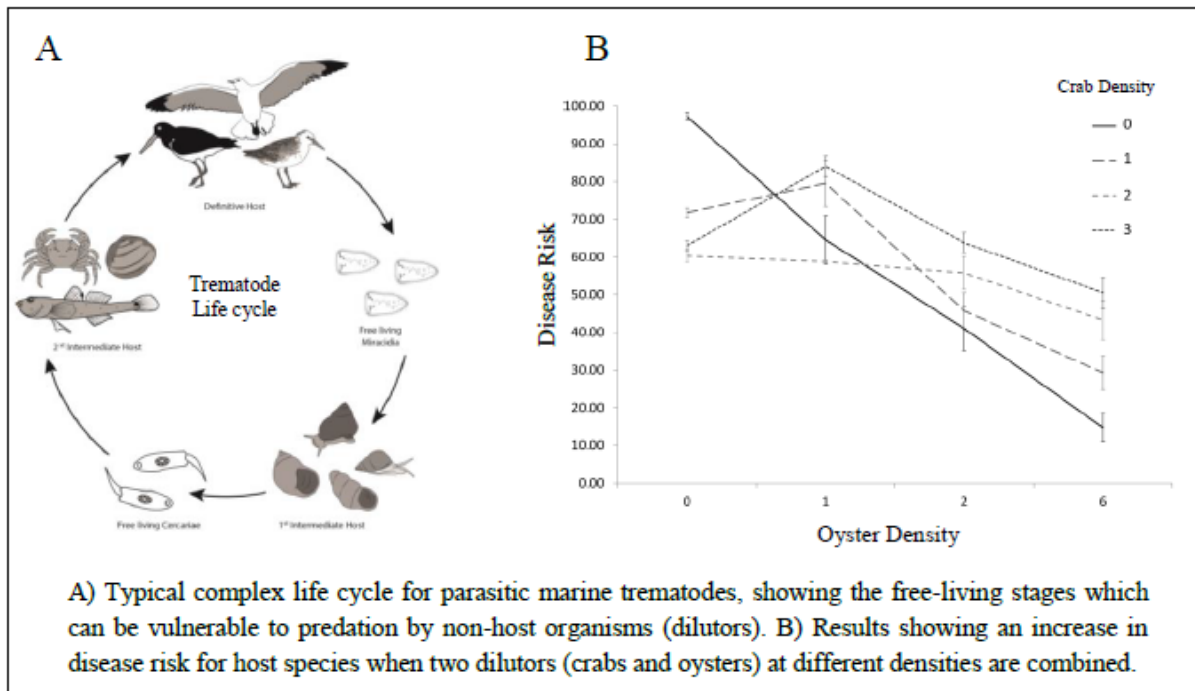 A
Definitive Host
Free living
Miracidia
1st Intermediate Host
Free living Cercariae
2nd Intermediate Host
Trematode
Life cycle
B
Crab Density
0
1
2
3
Disease Risk
100.00
90.00
80.00
70.00
60.00
50.00
40.00
30.00
20.00
10.00
0.00
0 1 2 6
Oyster Density
A) Typical complex life cycle for parasitic marine trematodes, showing the free-living stages which
can be vulnerable to predation by non-host organisms (dilutors). B) Results showing an increase in
disease risk for host species when two dilutors (crabs and oysters) at different densities are combined.